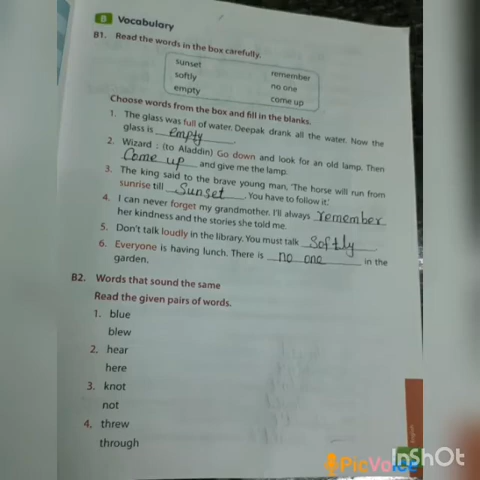 B Vocabulary
B1. Read the words in the box carefully.
sunset remember
softly no one
empty come up
Choose words from the box and fill in the blanks.
1. The glass was full of water. Deepak drank all the water. Now the
glass is empty.
2. Wizard : (to Aladdin) Go down and look for an old lamp. Then
Come up and give me the lamp.
3. The king said to the brave young man, 'The horse will run from
sunrise till Sunset. You have to follow it.'
4. I can never forget my grandmother. I'll always remember
her kindness and the stories she told me.
5. Don't talk loudly in the library. You must talk Softly.
6. Everyone is having lunch. There is no one in the
garden.
B2. Words that sound the same
Read the given pairs of words.
1. blue
blew
2. hear
here
3. knot
not
4. threw
through
English
PicVoice
InShOt